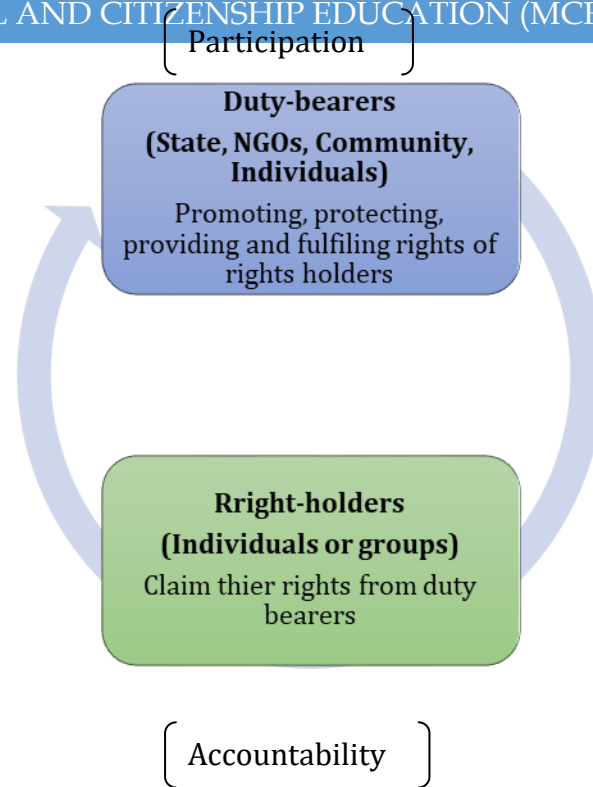 AND CITIZENSHIP EDUCATION (MCE
Participation
Duty-bearers
(State, NGOs, Community,
Individuals)
Promoting, protecting,
providing and fulfiling rights of
rights holders
Rright-holders
(Individuals or groups)
Claim thier rights from duty
bearers
Accountability